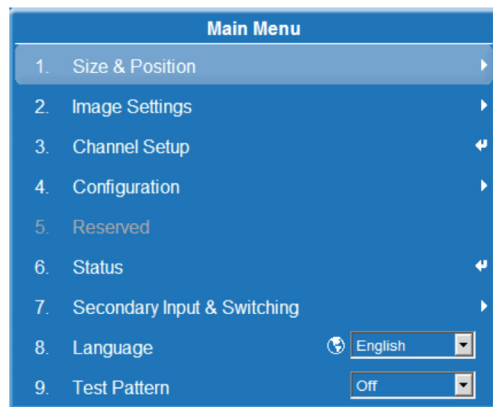 Main Menu
1. Size & Position
2. Image Settings
3. Channel Setup
4. Configuration
5. Reserved
6. Status
7. Secondary Input & Switching
8. Language English
9. Test Pattern Off